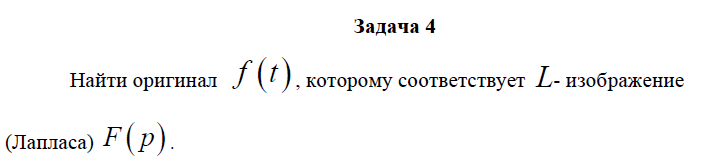 Задача 4
Найти оригинал f(t), которому соответствует L- изображение
(Лапласа) F(p).